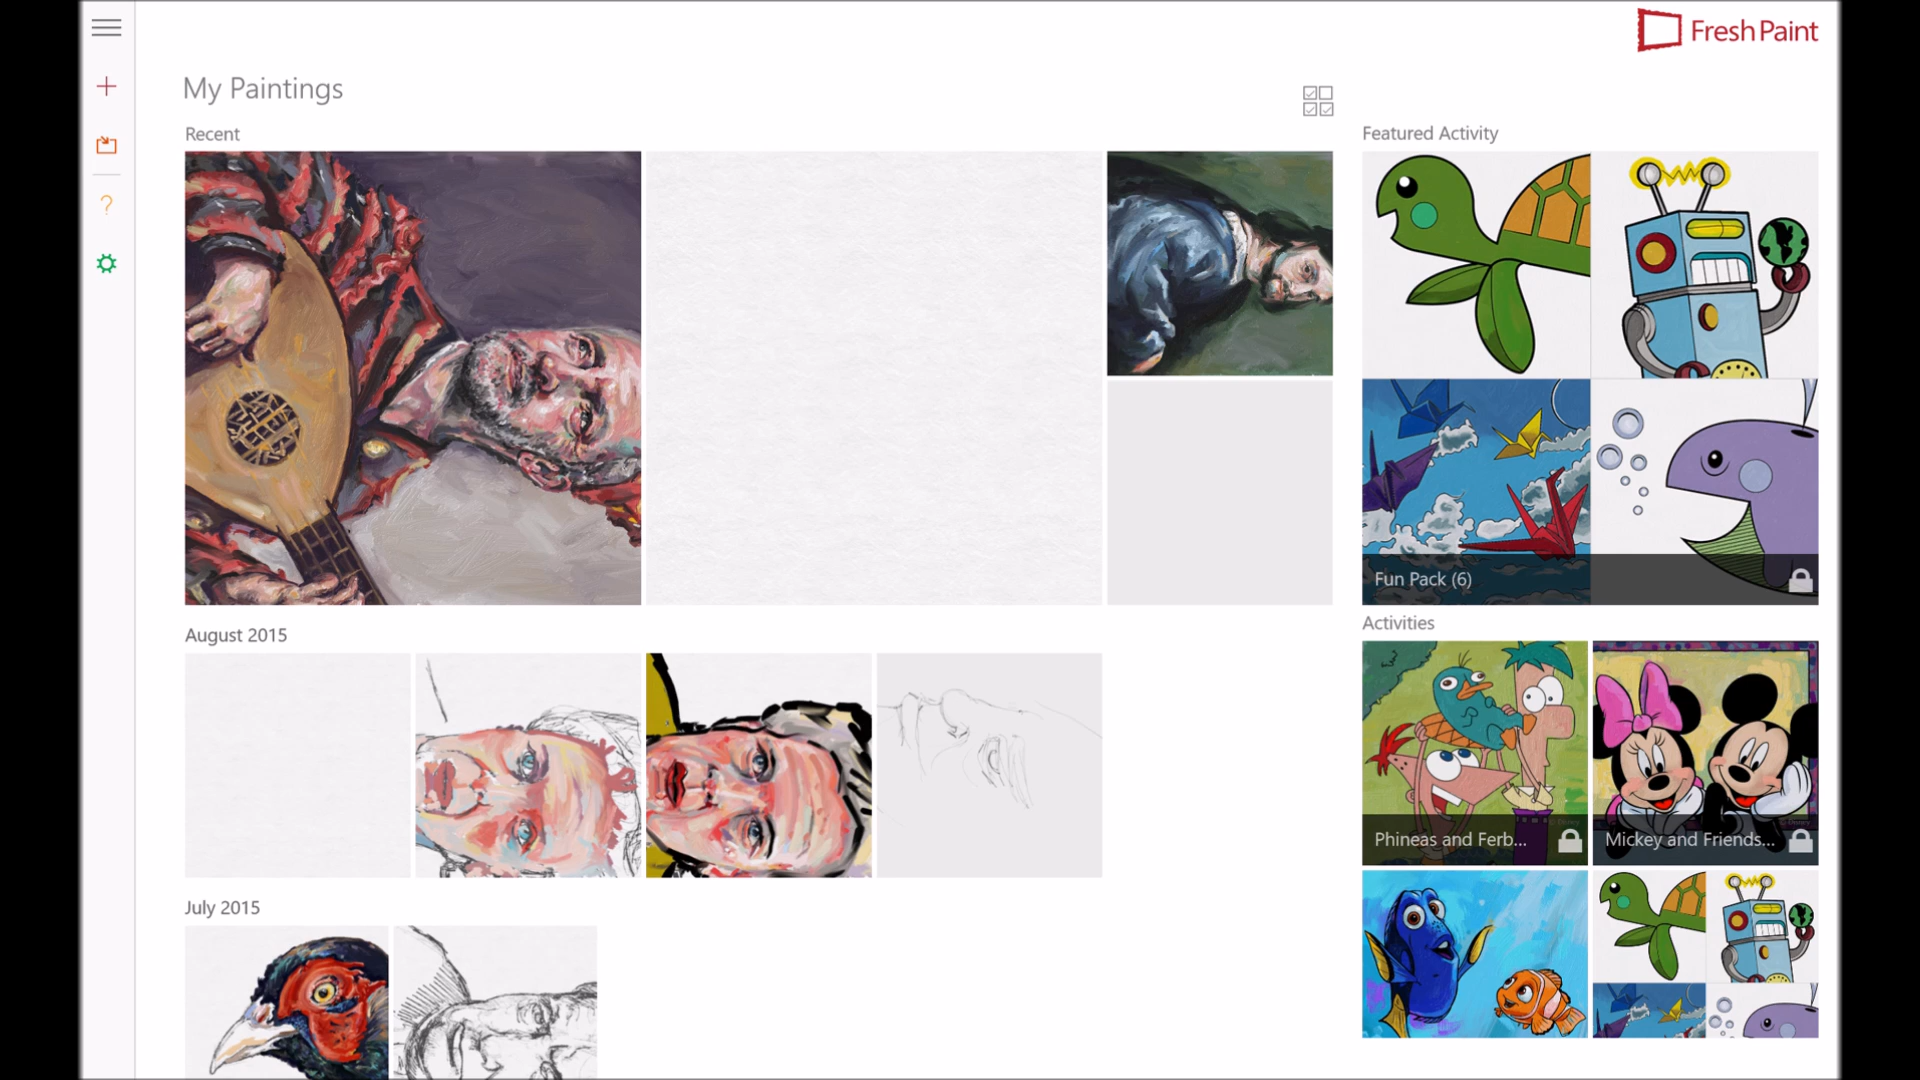 Fresh Paint
My Paintings
Recent
Featured Activity
Fun Pack (6)
August 2015
Activities
Phineas and Ferb...
Mickey and Friends...
July 2015